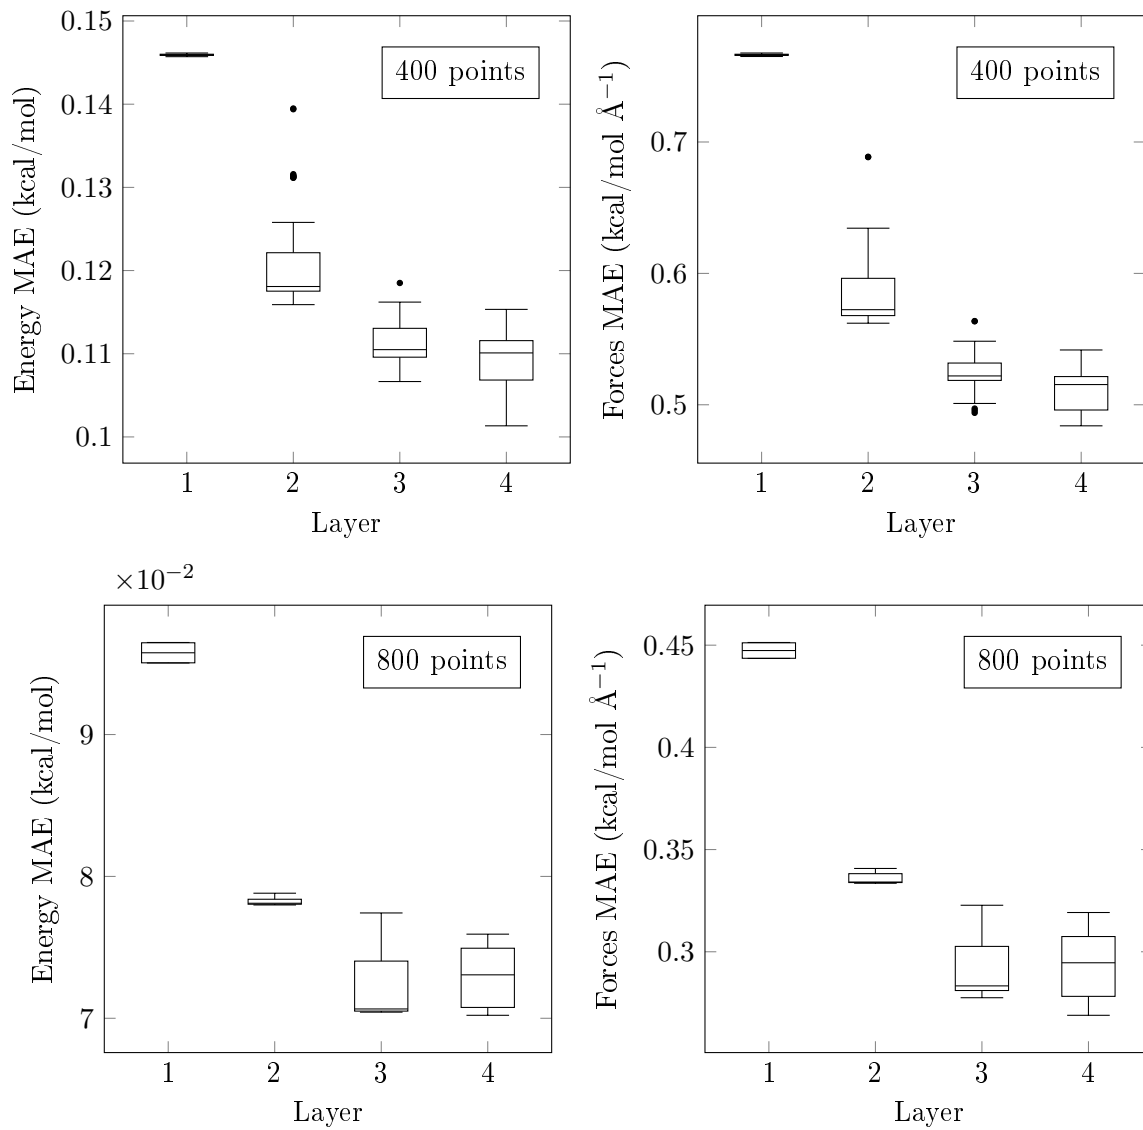 0.15
0.14
0.13
0.12
0.11
0.1
1 2 3 4
Layer
Energy MAE (kcal/mol)
400 points
0.7
0.6
0.5
1 2 3 4
Layer
Forces MAE (kcal/mol Å⁻¹)
400 points
×10⁻²
9
8
7
1 2 3 4
Layer
Energy MAE (kcal/mol)
800 points
0.45
0.4
0.35
0.3
1 2 3 4
Layer
Forces MAE (kcal/mol Å⁻¹)
800 points